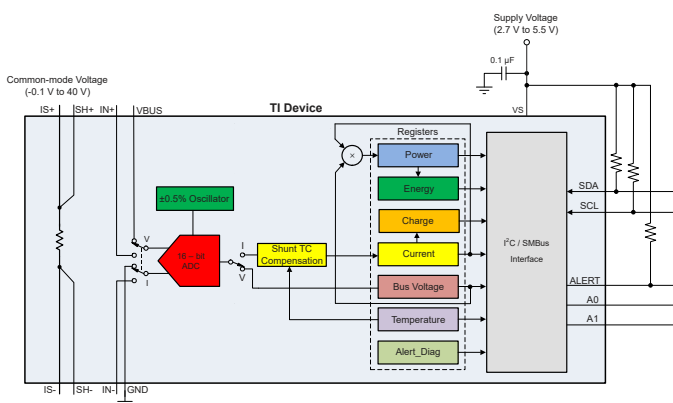 Supply Voltage
(2.7 V to 5.5 V)
0.1 µF
Common-mode Voltage
(-0.1 V to 40 V)
IS+ SH+ IN+ VBUS
TI Device
VS
Registers
×
Power
Energy
±0.5% Oscillator
Charge
SDA
SCL
V
I
16 – bit
ADC
I
V
Shunt TC
Compensation
Current
I²C / SMBus
Interface
Bus Voltage
ALERT
Temperature
A0
A1
Alert_Diag
IS- SH- IN- GND